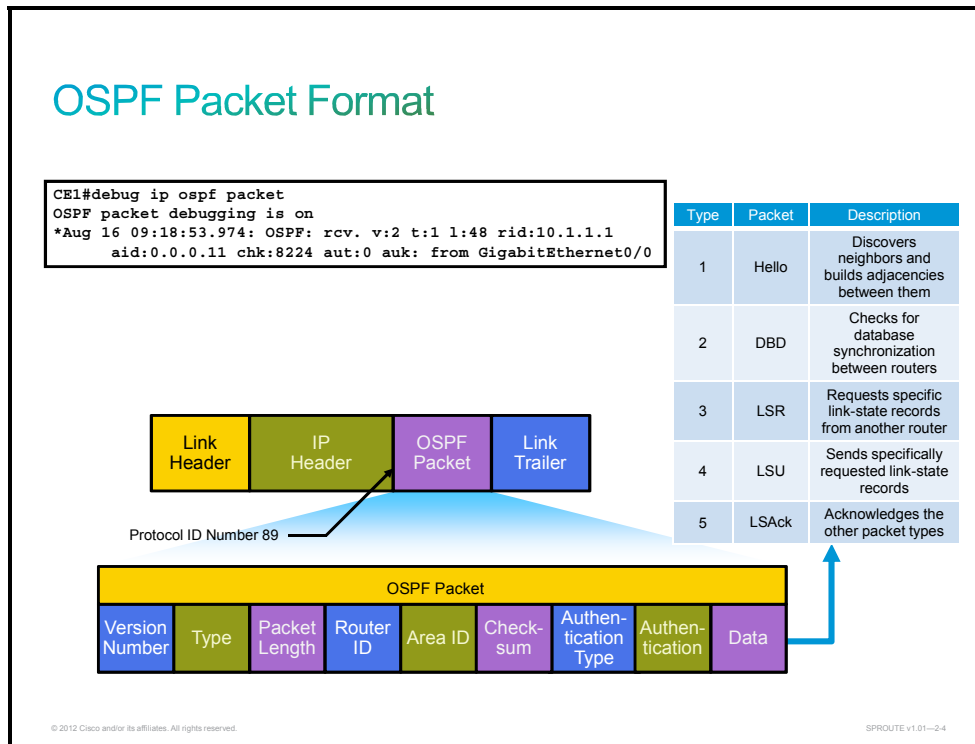 OSPF Packet Format
CE1#debug ip ospf packet
OSPF packet debugging is on
*Aug 16 09:18:53.974: OSPF: rcv. v:2 t:1 l:48 rid:10.1.1.1
aid:0.0.0.11 chk:8224 aut:0 auk: from GigabitEthernet0/0
Type Packet Description
1 Hello Discovers
neighbors and
builds adjacencies
between them
2 DBD Checks for
database
synchronization
between routers
3 LSR Requests specific
link-state records
from another router
4 LSU Sends specifically
requested link-state
records
5 LSAck Acknowledges the
other packet types
Link
Header
IP
Header
OSPF
Packet
Link
Trailer
Protocol ID Number 89
OSPF Packet
Version
Number
Type
Packet
Length
Router
ID
Area ID
Check-
sum
Authen-
tication
Type
Authen-
tication
Data
© 2012 Cisco and/or its affiliates. All rights reserved.
SPROUTE v1.01—2-4